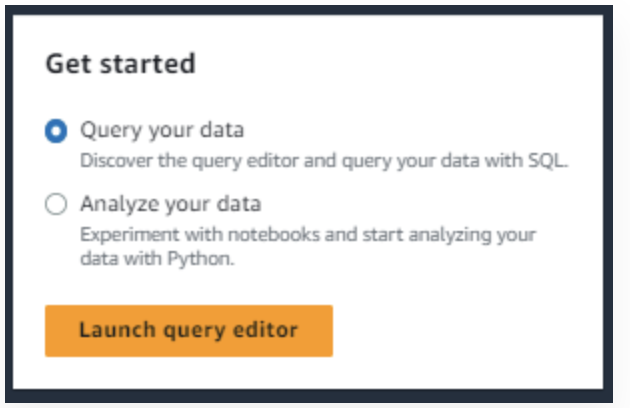 Get started
Query your data
Discover the query editor and query your data with SQL.
Analyze your data
Experiment with notebooks and start analyzing your
data with Python.
Launch query editor